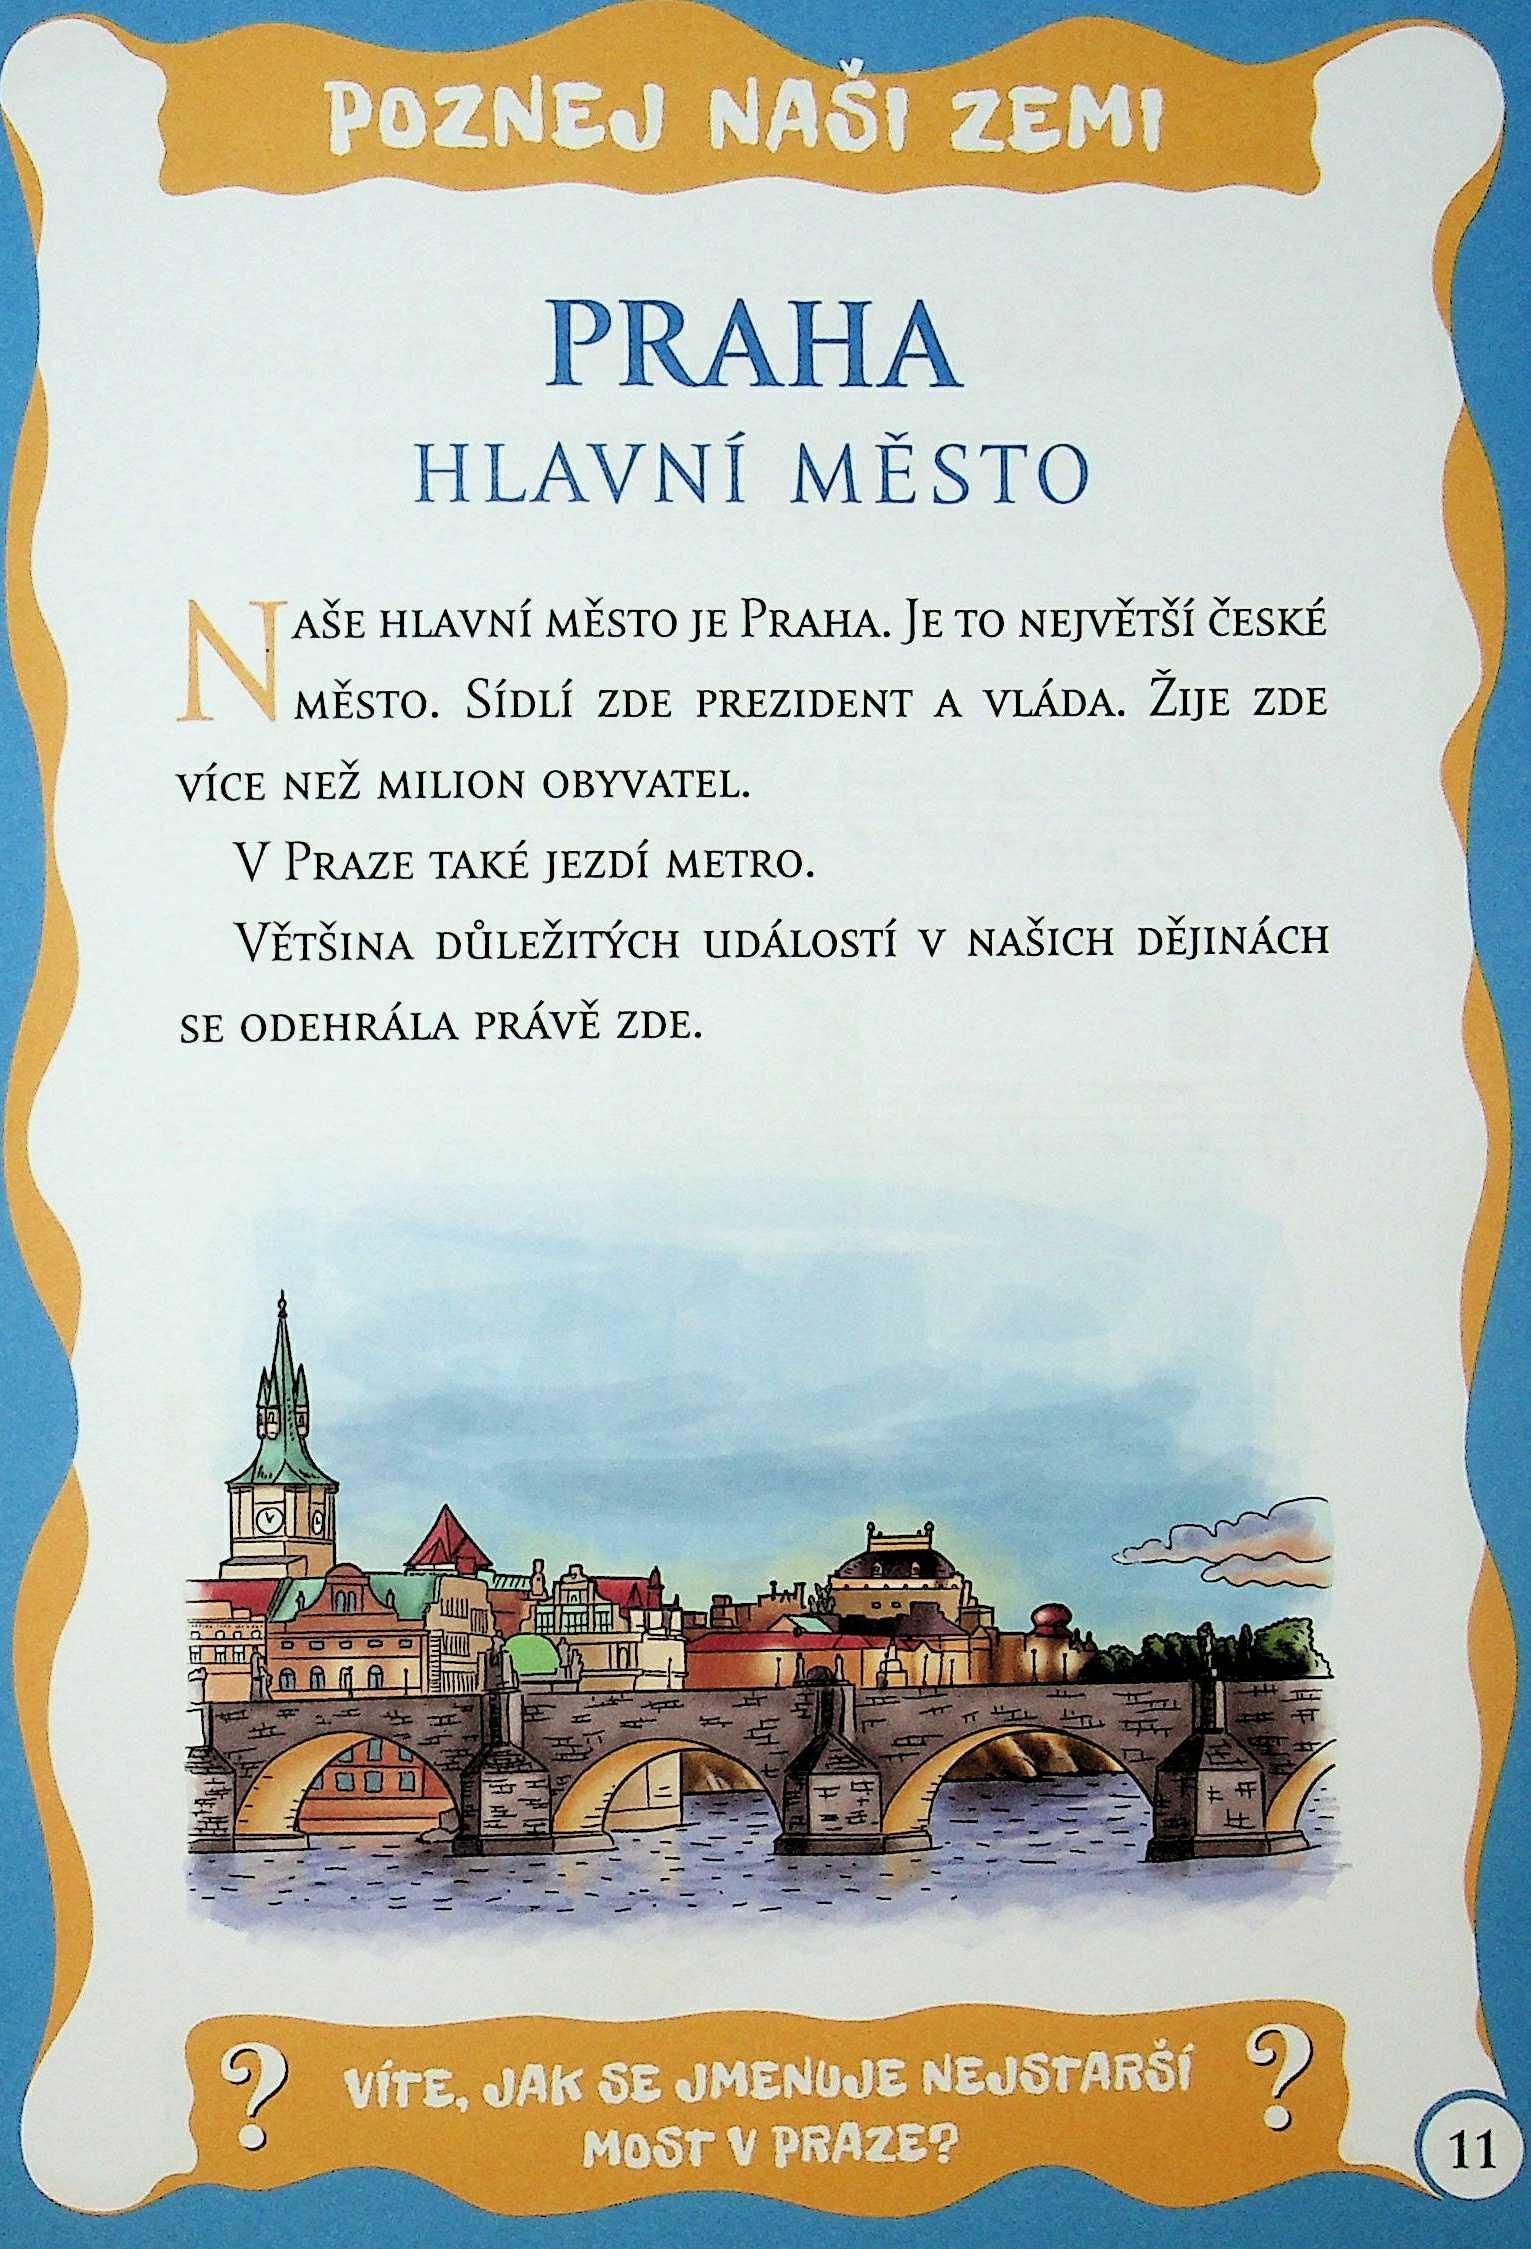 POZNEJ NAŠI ZEMI
PRAHA
HLAVNÍ MĚSTO
NAŠE HLAVNÍ MĚSTO JE PRAHA. JE TO NEJVĚTŠÍ ČESKÉ
MĚSTO. SÍDLÍ ZDE PREZIDENT A VLÁDA. ŽIJE ZDE
VÍCE NEŽ MILION OBYVATEL.
V PRAZE TAKÉ JEZDÍ METRO.
VĚTŠINA DŮLEŽITÝCH UDÁLOSTÍ V NAŠICH DĚJINÁCH
SE ODEHRÁLA PRÁVĚ ZDE.
? VÍTE, JAK SE JMENUJE NEJSTARŠÍ ?
MOST V PRAZE?
11